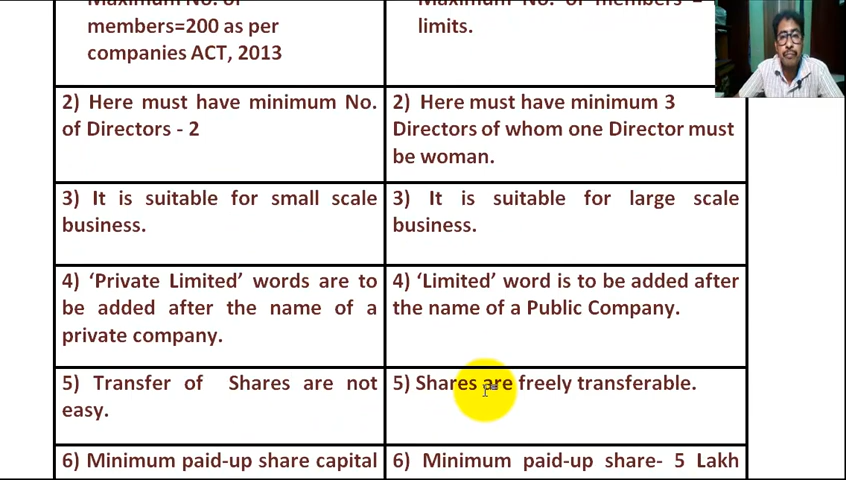 members=200 as per
companies ACT, 2013
limits.
2) Here must have minimum No.
of Directors - 2
2) Here must have minimum 3
Directors of whom one Director must
be woman.
3) It is suitable for small scale
business.
3) It is suitable for large scale
business.
4) ‘Private Limited’ words are to
be added after the name of a
private company.
4) ‘Limited’ word is to be added after
the name of a Public Company.
5) Transfer of Shares are not
easy.
5) Shares are freely transferable.
6) Minimum paid-up share capital
6) Minimum paid-up share- 5 Lakh